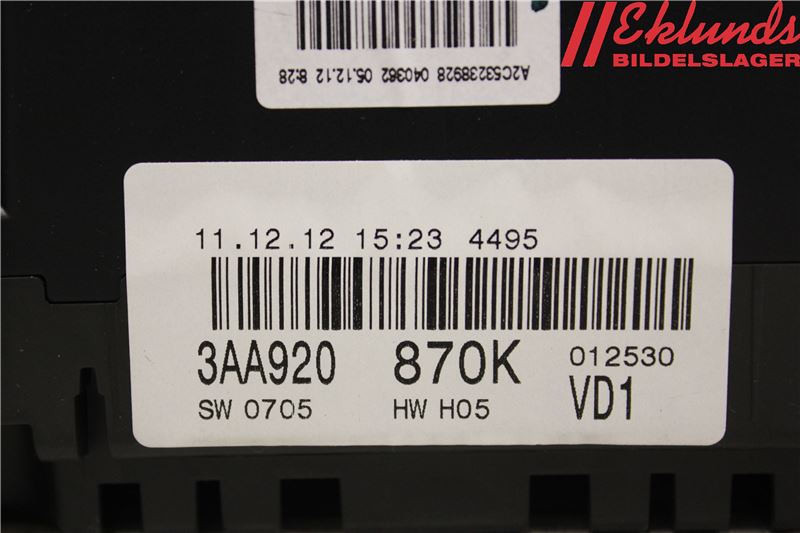 Eklunds
BILDELSLAGER
A2C53238928 040362 05.12.12 8:28
11.12.12 15:23 4495
3AA920 870K 012530
SW 0705 HW H05 VD1